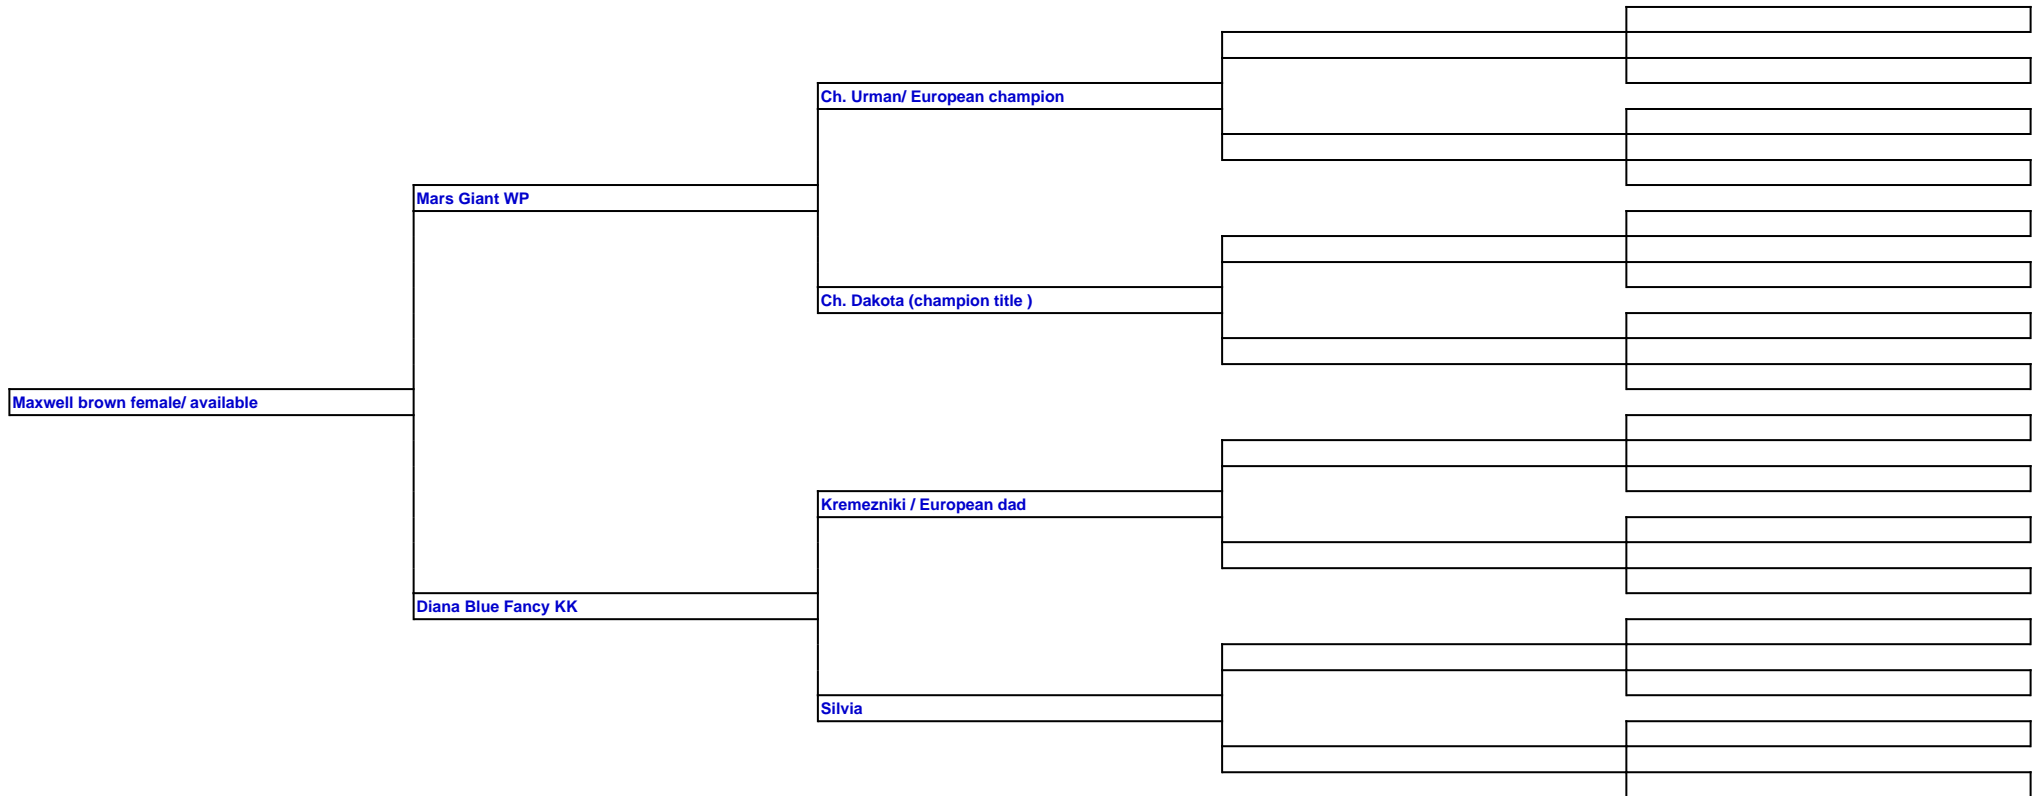 Ch. Urman/ European champion
Mars Giant WP
Ch. Dakota (champion title )
Maxwell brown female/ available
Kremezniki / European dad
Diana Blue Fancy KK
Silvia